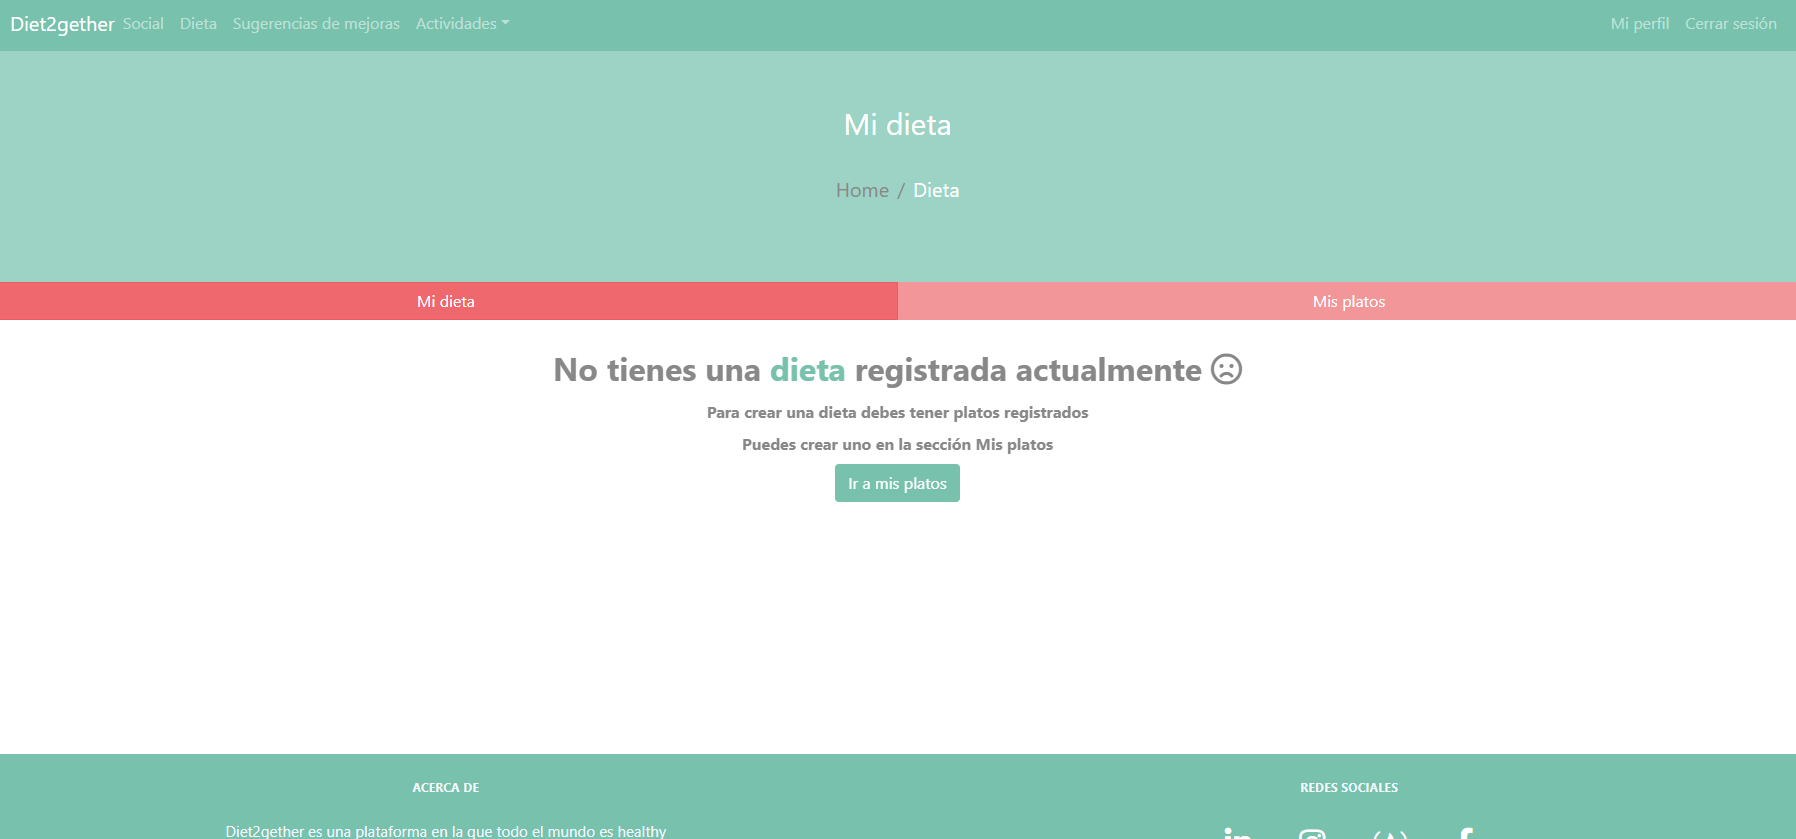 Diet2gether Social Dieta Sugerencias de mejoras Actividades Mi perfil Cerrar sesión
Mi dieta
Home / Dieta
Mi dieta Mis platos
No tienes una dieta registrada actualmente
Para crear una dieta debes tener platos registrados
Puedes crear uno en la sección Mis platos
Ir a mis platos
ACERCA DE REDES SOCIALES
Diet2gether es una plataforma en la que todo el mundo es healthy